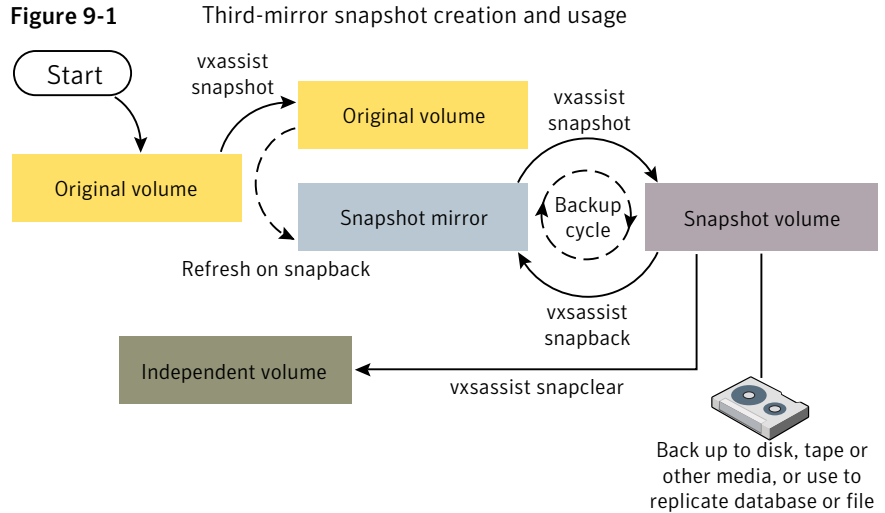 Figure 9-1 Third-mirror snapshot creation and usage
Start
vxassist
snapshot
Original volume
Original volume
vxassist
snapshot
Snapshot mirror
Backup
cycle
Snapshot volume
Refresh on snapback
vxsassist
snapback
Independent volume
vxsassist snapclear
Back up to disk, tape or
other media, or use to
replicate database or file